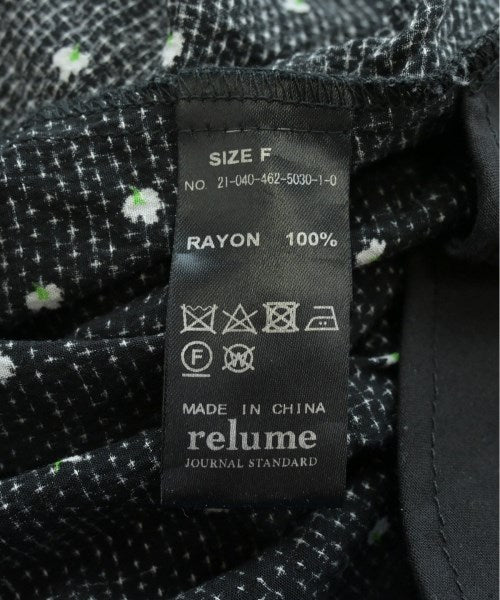 SIZE F
NO. 21-040-462-5030-1-0
RAYON 100%
F W
MADE IN CHINA
relume
JOURNAL STANDARD